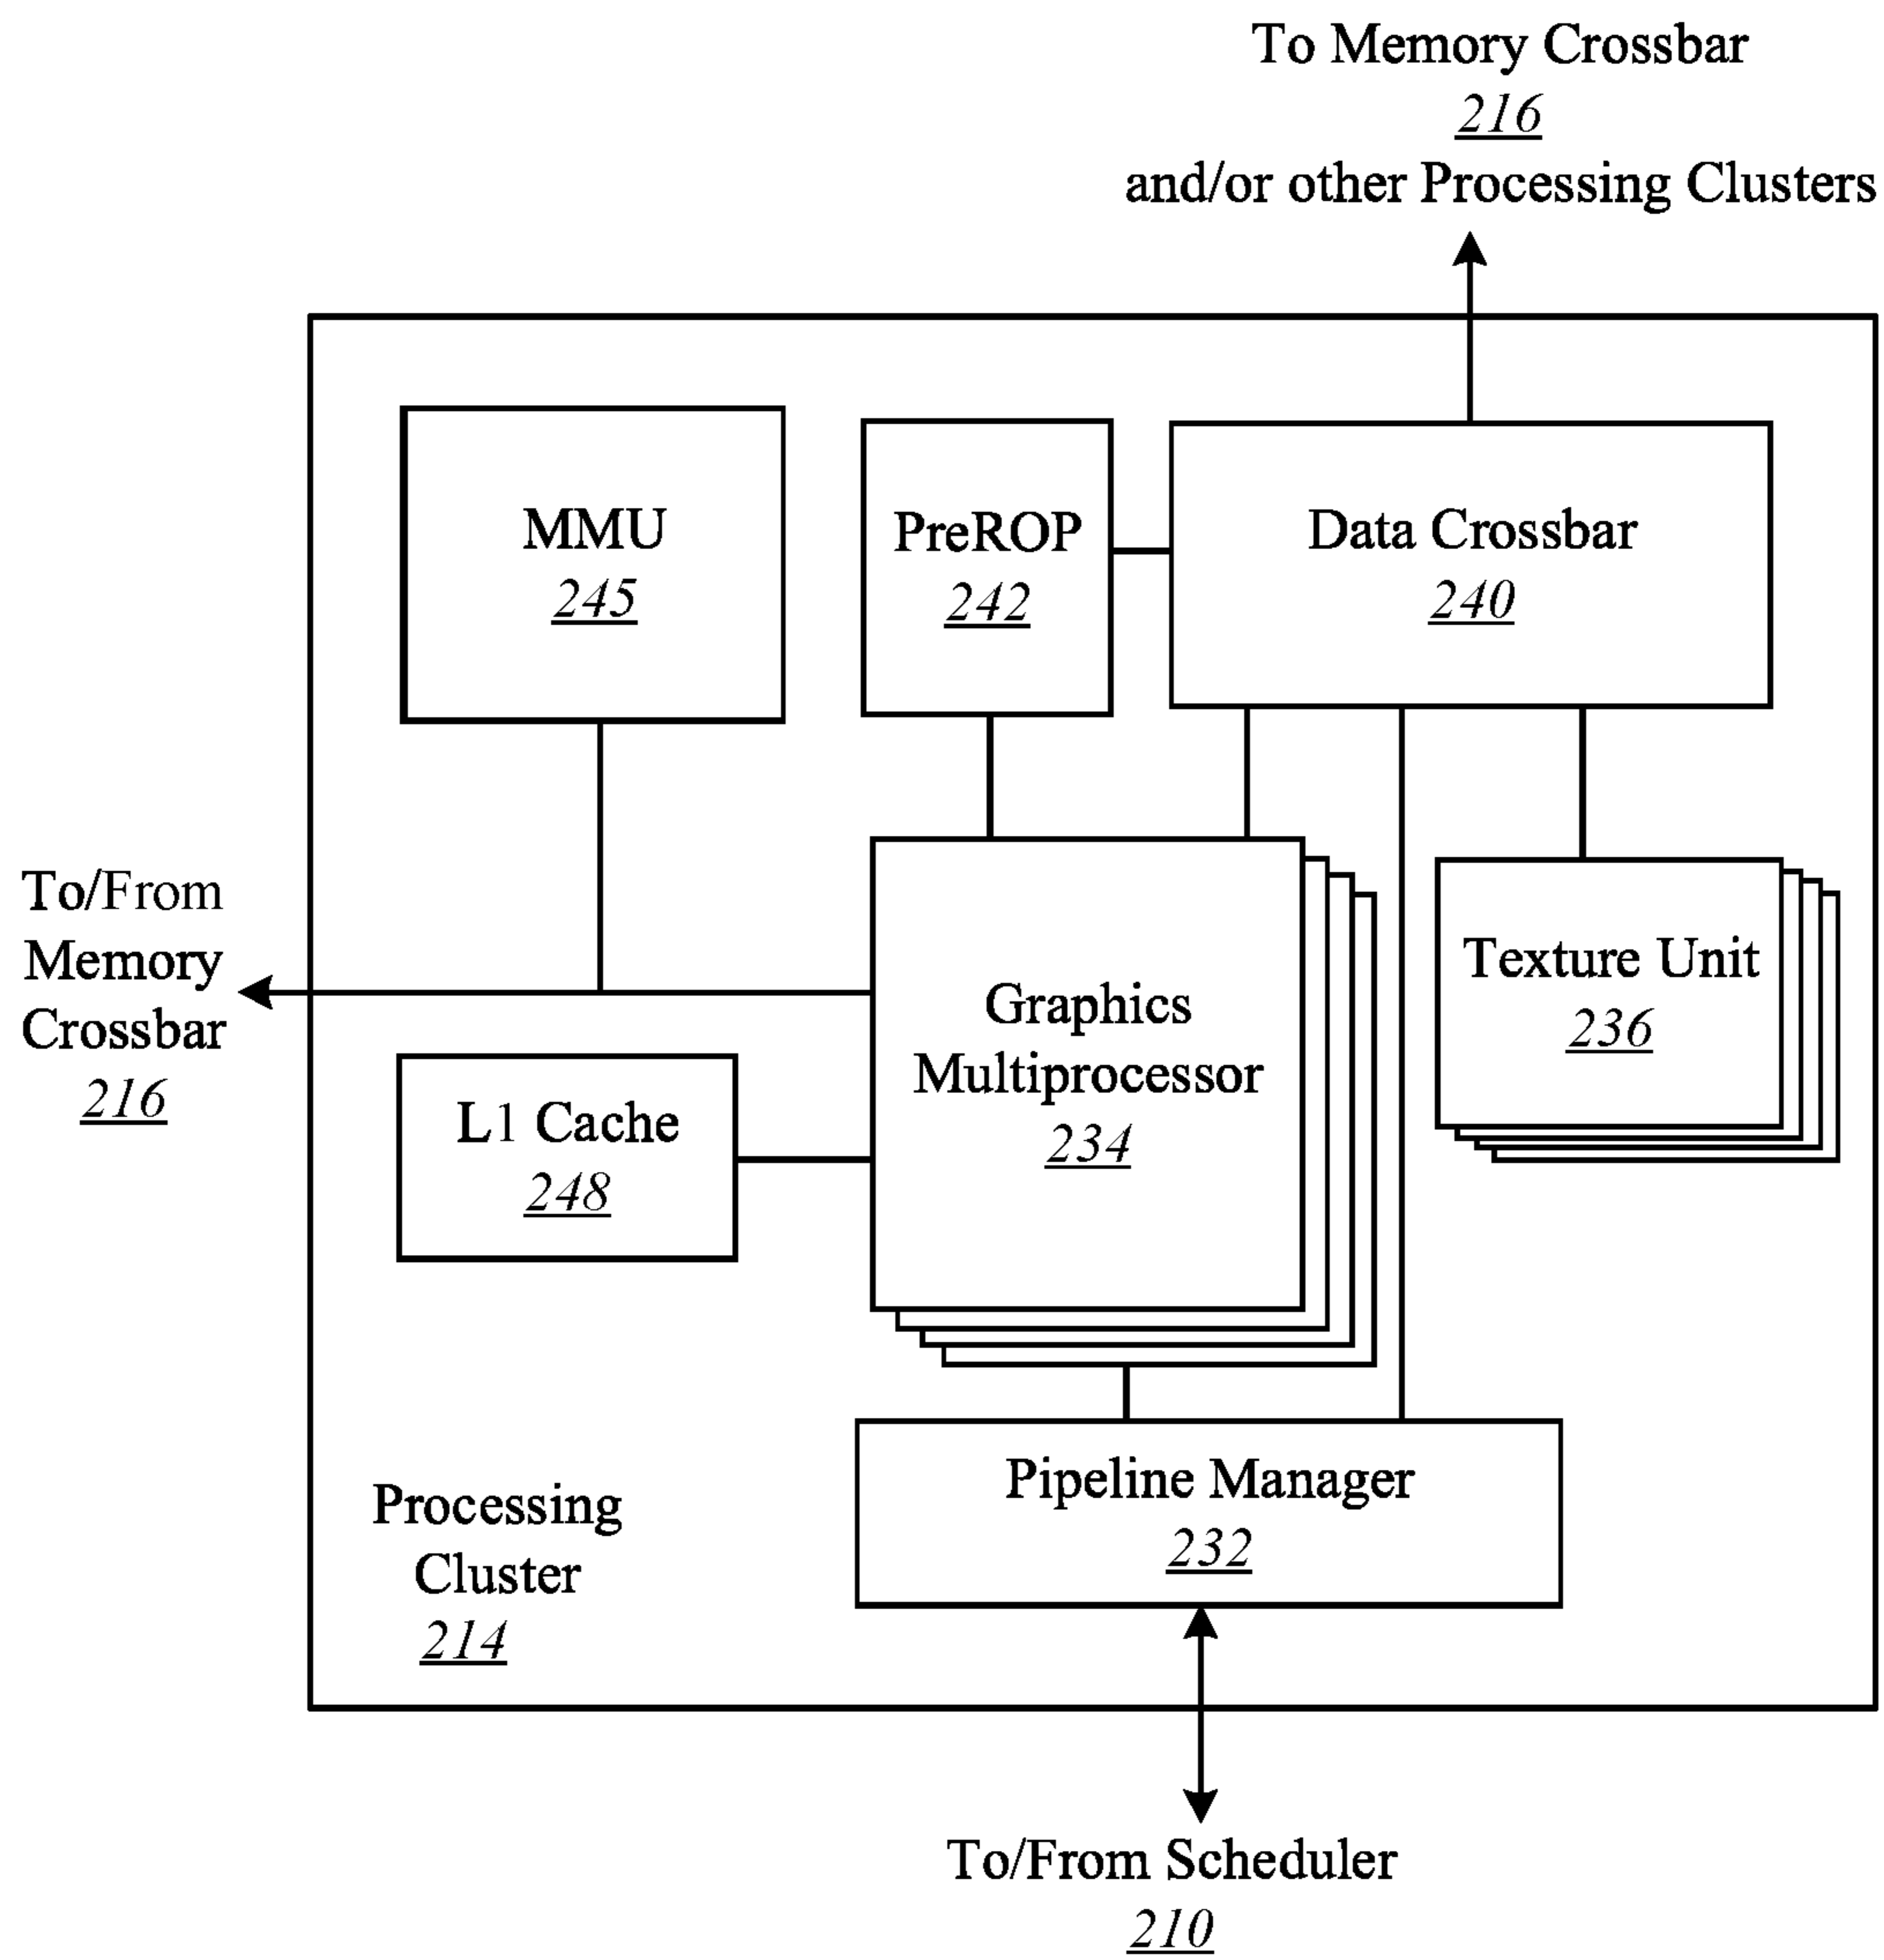 To Memory Crossbar
216
and/or other Processing Clusters
MMU
245
PreROP
242
Data Crossbar
240
To/From
Memory
Crossbar
216
Graphics
Multiprocessor
234
Texture Unit
236
L1 Cache
248
Pipeline Manager
232
Processing
Cluster
214
To/From Scheduler
210